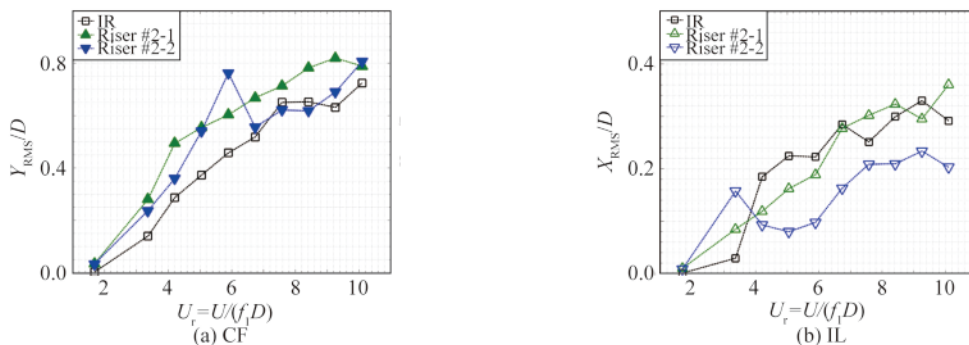 IR
Riser #2-1
Riser #2-2
0.8
0.4
0.0
Y_RMS/D
2 4 6 8 10
U_r=U/(f_1D)
(a) CF
IR
Riser #2-1
Riser #2-2
0.4
0.2
0.0
X_RMS/D
2 4 6 8 10
U_r=U/(f_1D)
(b) IL